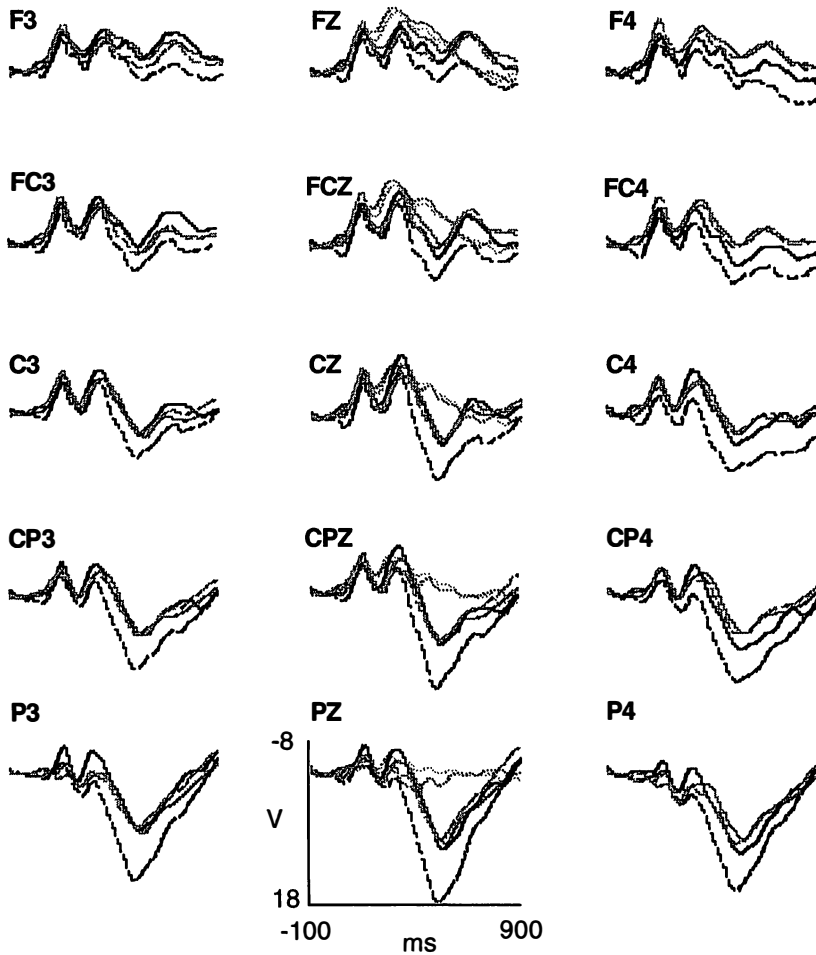 F3 FZ F4
FC3 FCZ FC4
C3 CZ C4
CP3 CPZ CP4
P3 PZ P4
-8
V
18
-100 900
ms